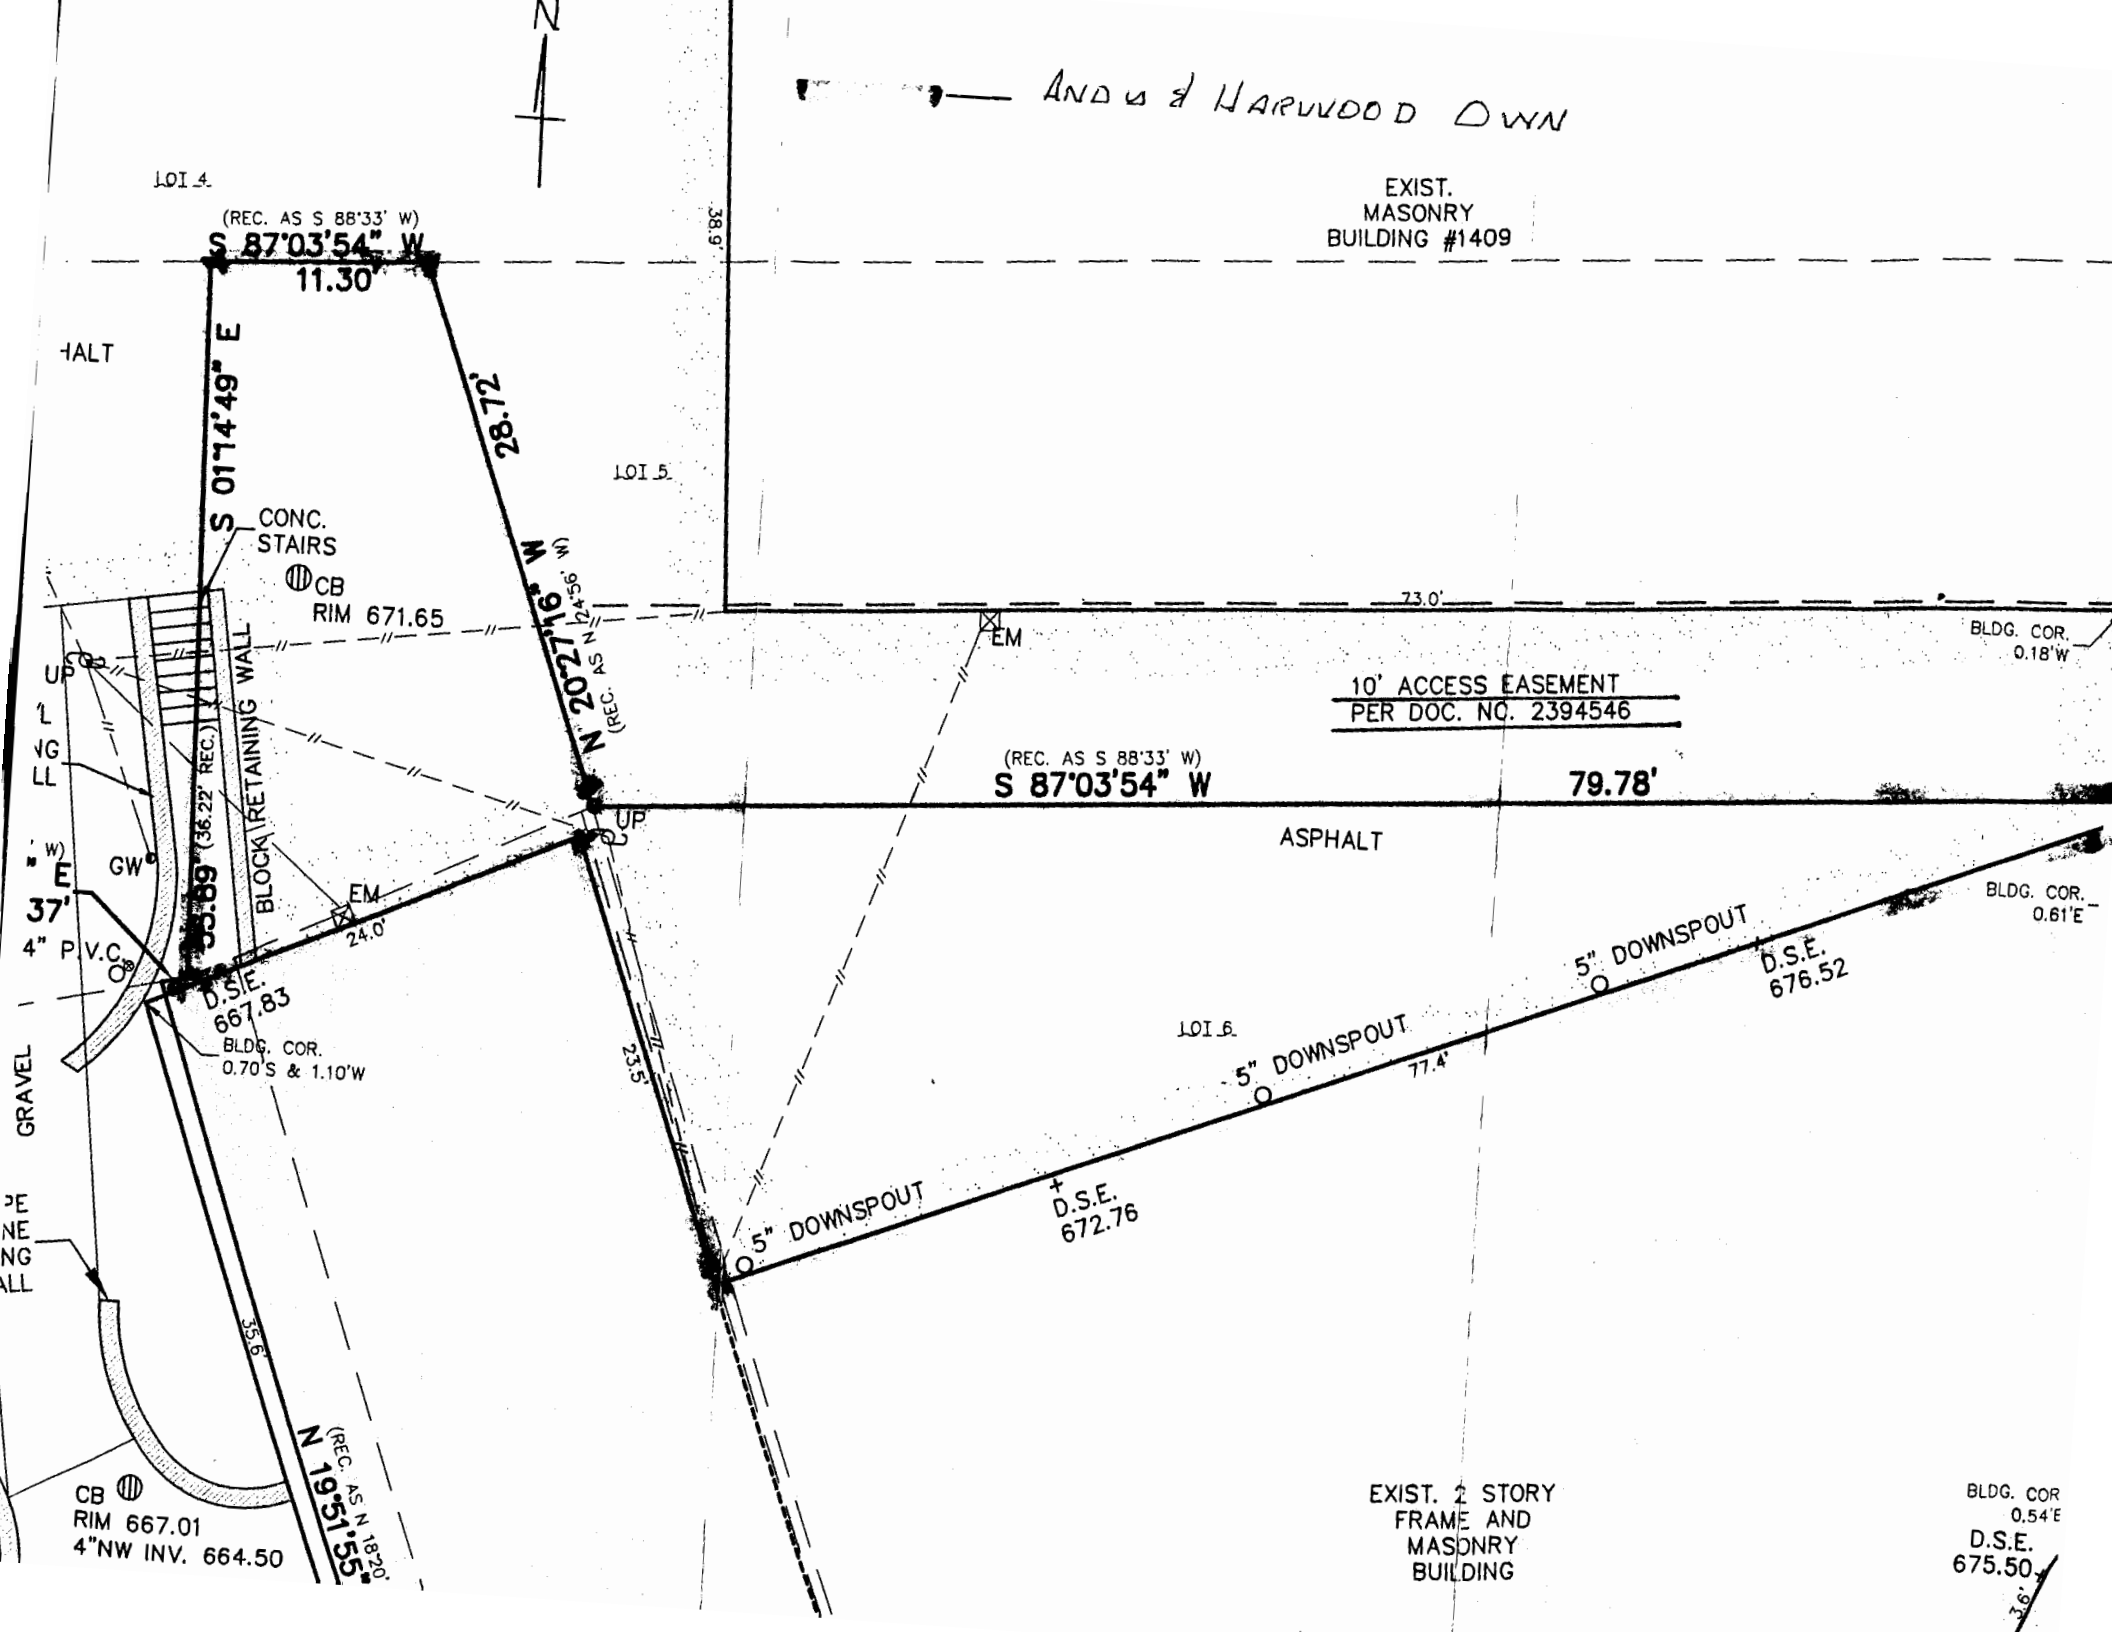 N
HARWOOD OWN
LOT 4
(REC. AS S 88°33' W)
S 87°03'54" W
11.30'
38.9'
EXIST.
MASONRY
BUILDING #1409
S 01°14'49" E
28.72'
LOT 5
CONC.
STAIRS
CB
RIM 671.65
N 20°27'16" W
(REC. AS N 24°56' W)
73.0'
EM
BLDG. COR.
0.18'W
10' ACCESS EASEMENT
PER DOC. NO. 2394546
UP
(REC. AS S 88°33' W)
S 87°03'54" W
79.78'
BLOCK RETAINING WALL
(36.22' REC.)
UP
ASPHALT
GW
" E
37'
4" P.V.C.
EM
24.0'
BLDG. COR.
0.61'E
5" DOWNSPOUT
D.S.E.
676.52
D.S.E.
667.83
BLDG. COR.
0.70'S & 1.10'W
23.5'
LOT 6
5" DOWNSPOUT
77.4'
GRAVEL
5" DOWNSPOUT
D.S.E.
672.76
35.6'
N 19°51'55"
(REC. AS N 18°20'
CB
RIM 667.01
4"NW INV. 664.50
EXIST. 2 STORY
FRAME AND
MASONRY
BUILDING
BLDG. COR
0.54'E
D.S.E.
675.50
3.6'